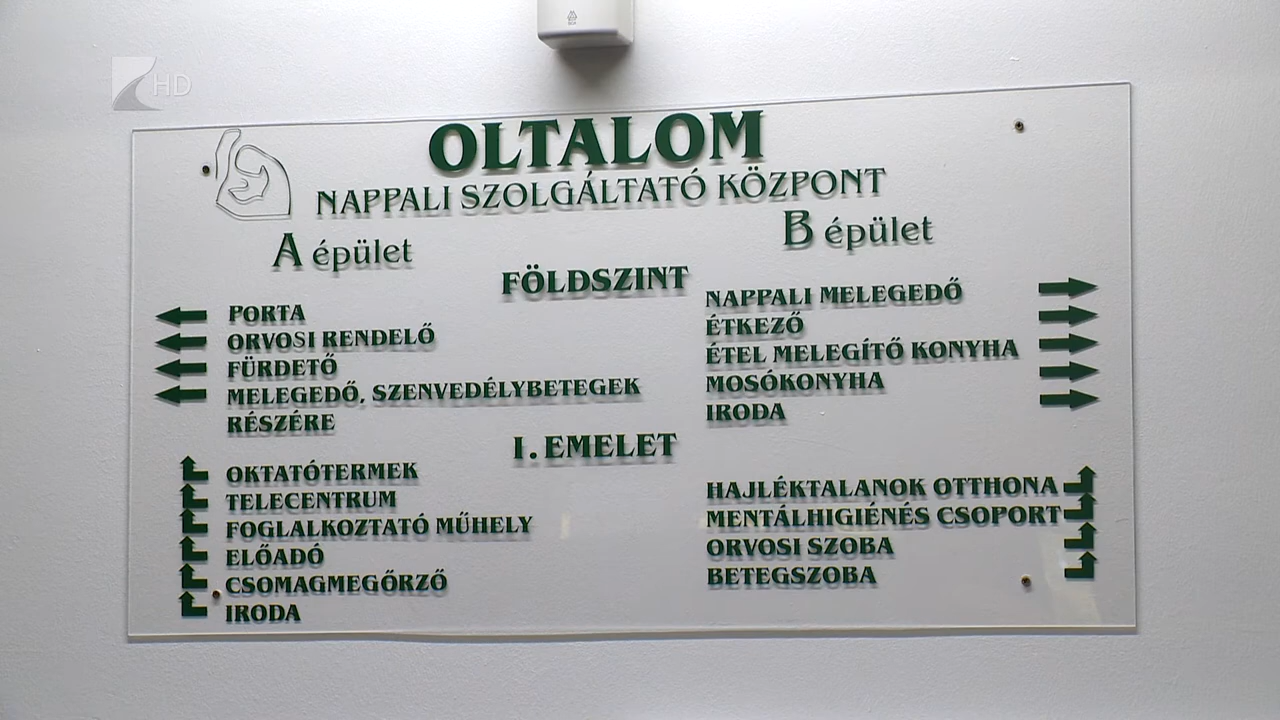 HD
OLTALOM
NAPPALI SZOLGÁLTATÓ KÖZPONT
A épület
B épület
FÖLDSZINT
PORTA
ORVOSI RENDELŐ
FÜRDETŐ
MELEGEDŐ, SZENVEDÉLYBETEGEK
RÉSZÉRE
NAPPALI MELEGEDŐ
ÉTKEZŐ
ÉTEL MELEGÍTŐ KONYHA
MOSÓKONYHA
IRODA
I. EMELET
OKTATÓTERMEK
TELECENTRUM
FOGLALKOZTATÓ MŰHELY
ELŐADÓ
CSOMAGMEGŐRZŐ
IRODA
HAJLÉKTALANOK OTTHONA
MENTÁLHIGIÉNÉS CSOPORT
ORVOSI SZOBA
BETEGSZOBA